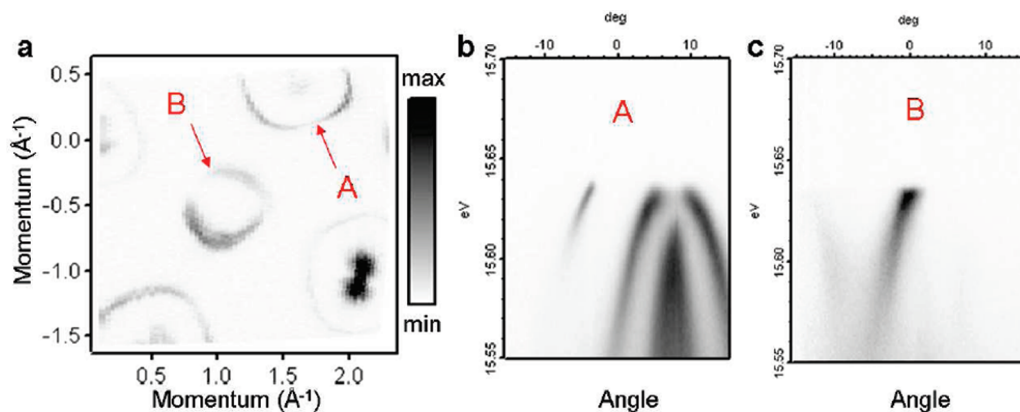 a
Momentum (Å-1)
0.5
0.0
-0.5
-1.0
-1.5
0.5 1.0 1.5 2.0
Momentum (Å-1)
B
A
max
min
b
deg
-10 0 10
15.70
15.65
15.60
15.55
eV
A
Angle
c
deg
-10 0 10
15.70
15.65
15.60
15.55
eV
B
Angle